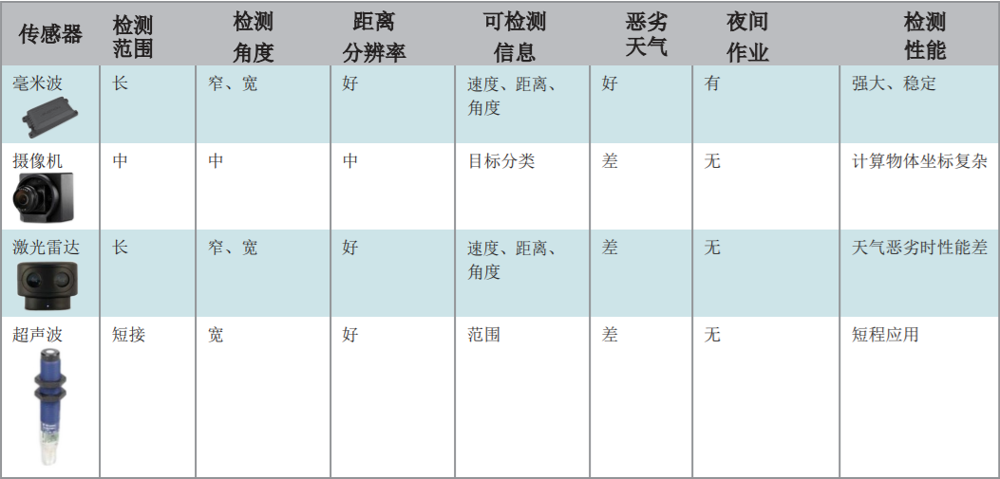 传感器 检测范围 检测角度 距离分辨率 可检测信息 恶劣天气 夜间作业 检测性能
毫米波 长 窄、宽 好 速度、距离、角度 好 有 强大、稳定
摄像机 中 中 中 目标分类 差 无 计算物体坐标复杂
激光雷达 长 窄、宽 好 速度、距离、角度 差 无 天气恶劣时性能差
超声波 短接 宽 好 范围 差 无 短程应用